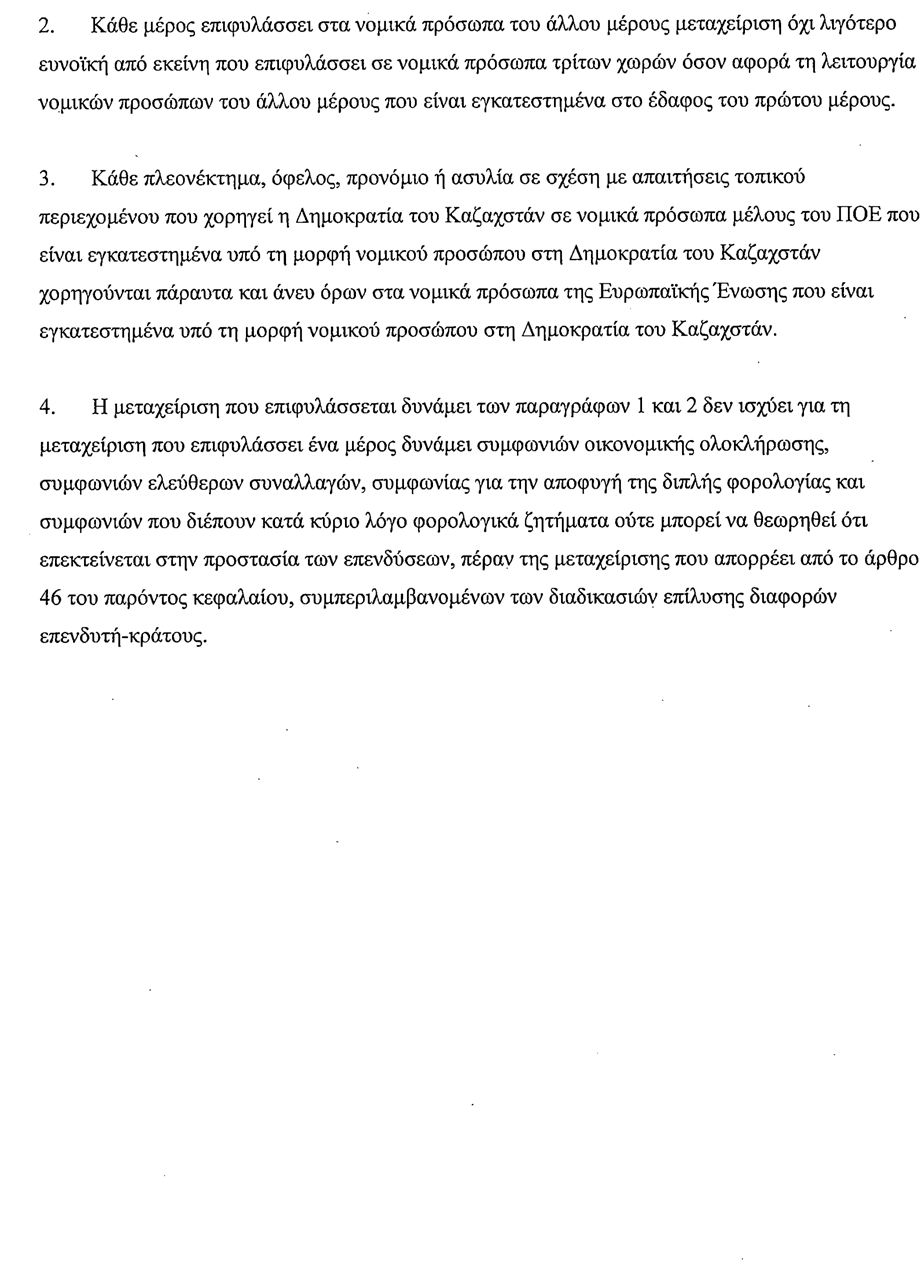 2. Κάθε μέρος επιφυλάσσει στα νομικά πρόσωπα του άλλου μέρους μεταχείριση όχι λιγότερο
ευνοϊκή από εκείνη που επιφυλάσσει σε νομικά πρόσωπα τρίτων χωρών όσον αφορά τη λειτουργία
νομικών προσώπων του άλλου μέρους που είναι εγκατεστημένα στο έδαφος του πρώτου μέρους.
3. Κάθε πλεονέκτημα, όφελος, προνόμιο ή ασυλία σε σχέση με απαιτήσεις τοπικού
περιεχομένου που χορηγεί η Δημοκρατία του Καζαχστάν σε νομικά πρόσωπα μέλους του ΠΟΕ που
είναι εγκατεστημένα υπό τη μορφή νομικού προσώπου στη Δημοκρατία του Καζαχστάν
χορηγούνται πάραυτα και άνευ όρων στα νομικά πρόσωπα της Ευρωπαϊκής Ένωσης που είναι
εγκατεστημένα υπό τη μορφή νομικού προσώπου στη Δημοκρατία του Καζαχστάν.
4. Η μεταχείριση που επιφυλάσσεται δυνάμει των παραγράφων 1 και 2 δεν ισχύει για τη
μεταχείριση που επιφυλάσσει ένα μέρος δυνάμει συμφωνιών οικονομικής ολοκλήρωσης,
συμφωνιών ελεύθερων συναλλαγών, συμφωνίας για την αποφυγή της διπλής φορολογίας και
συμφωνιών που διέπουν κατά κύριο λόγο φορολογικά ζητήματα ούτε μπορεί να θεωρηθεί ότι
επεκτείνεται στην προστασία των επενδύσεων, πέραν της μεταχείρισης που απορρέει από το άρθρο
46 του παρόντος κεφαλαίου, συμπεριλαμβανομένων των διαδικασιών επίλυσης διαφορών
επενδυτή-κράτους.